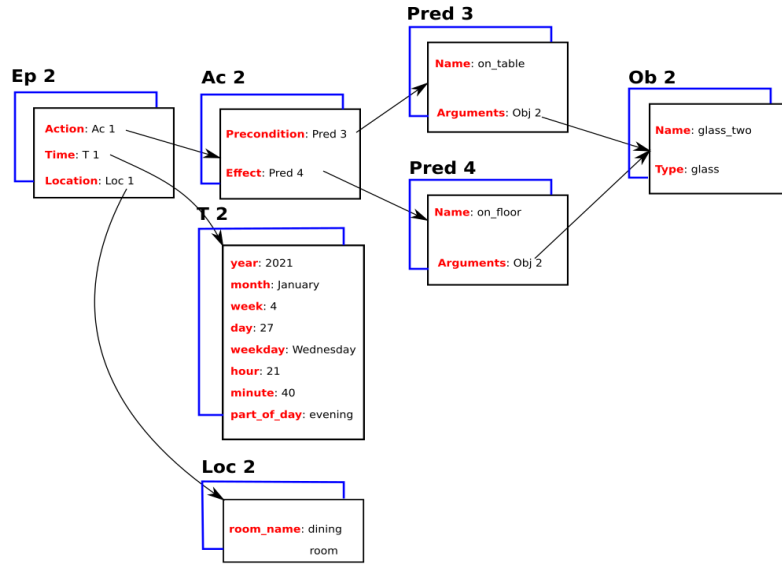 Ep 2
Action: Ac 1
Time: T 1
Location: Loc 1
Ac 2
Precondition: Pred 3
Effect: Pred 4
Pred 3
Name: on_table
Arguments: Obj 2
Pred 4
Name: on_floor
Arguments: Obj 2
Ob 2
Name: glass_two
Type: glass
T 2
year: 2021
month: January
week: 4
day: 27
weekday: Wednesday
hour: 21
minute: 40
part_of_day: evening
Loc 2
room_name: dining
room